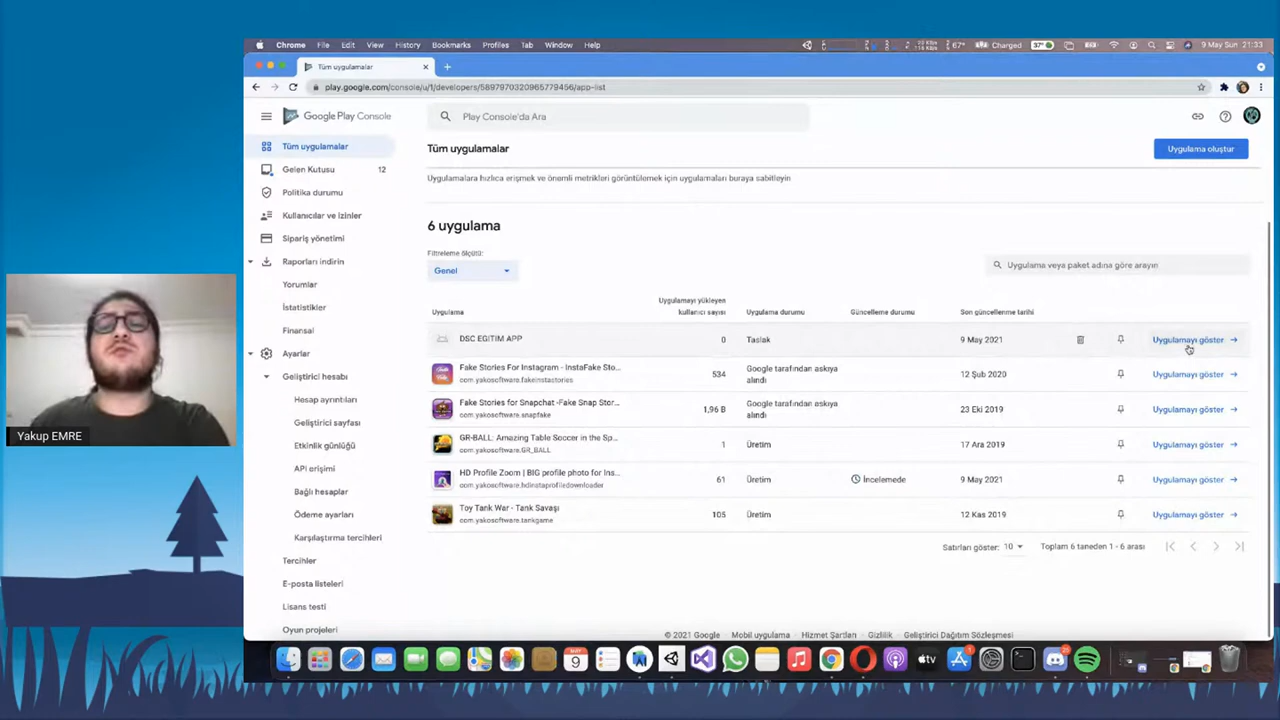 Chrome File Edit View History Bookmarks Profiles Tab Window Help
67° Charged 37° 9 May Sun 21:33
Tüm uygulamalar
play.google.com/console/u/1/developers/5897970320965779456/app-list
Google Play Console
Play Console'da Ara
Tüm uygulamalar
Gelen Kutusu 12
Politika durumu
Kullanıcılar ve izinler
Sipariş yönetimi
Raporları indirin
Yorumlar
İstatistikler
Finansal
Ayarlar
Geliştirici hesabı
Hesap ayrıntıları
Geliştirici sayfası
Etkinlik günlüğü
API erişimi
Bağlı hesaplar
Ödeme ayarları
Karşılaştırma tercihleri
Tercihler
E-posta listeleri
Lisans testi
Oyun projeleri
Tüm uygulamalar
Uygulama oluştur
Uygulamalara hızlıca erişmek ve önemli metrikleri görüntülemek için uygulamaları buraya sabitleyin
6 uygulama
Filtreleme ölçütü:
Genel
Uygulama veya paket adına göre arayın
Uygulama
Uygulamayı yükleyen
kullanıcı sayısı
Uygulama durumu
Güncelleme durumu
Son güncellenme tarihi
DSC EGITIM APP 0 Taslak 9 May 2021 Uygulamayı göster
Fake Stories For Instagram - InstaFake Sto...
com.yakosoftware.fakeinstastories
534
Google tarafından askıya
alındı
12 Şub 2020
Uygulamayı göster
Fake Stories for Snapchat -Fake Snap Stor...
com.yakosoftware.snapfake
1,96 B
Google tarafından askıya
alındı
23 Eki 2019
Uygulamayı göster
GR-BALL: Amazing Table Soccer in the Sp...
com.yakosoftware.GR_BALL
1
Üretim
17 Ara 2019
Uygulamayı göster
HD Profile Zoom | BIG profile photo for Ins...
com.yakosoftware.hdinstaprofiledownloader
61
Üretim
İncelemede
9 May 2021
Uygulamayı göster
Toy Tank War - Tank Savaşı
com.yakosoftware.tankgame
105
Üretim
12 Kas 2019
Uygulamayı göster
Satırları göster: 10 Toplam 6 taneden 1 - 6 arası
© 2021 Google Mobil uygulama Hizmet Şartları Gizlilik Geliştirici Dağıtım Sözleşmesi
Yakup EMRE